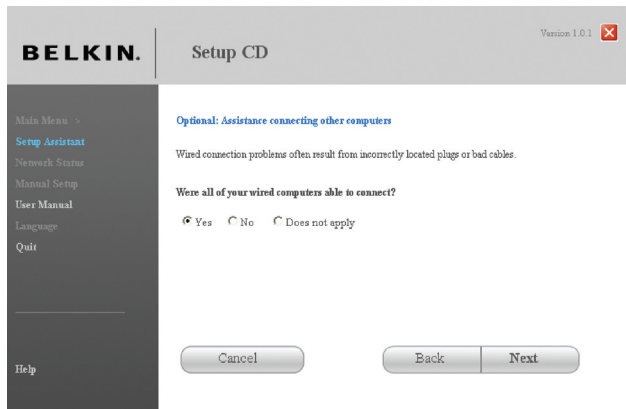 BELKIN.
Setup CD
Version 1.0.1
Main Menu >
Setup Assistant
Network Status
Manual Setup
User Manual
Language
Quit
Help
Optional: Assistance connecting other computers
Wired connection problems often result from incorrectly located plugs or bad cables.
Were all of your wired computers able to connect?
Yes No Does not apply
Cancel Back Next